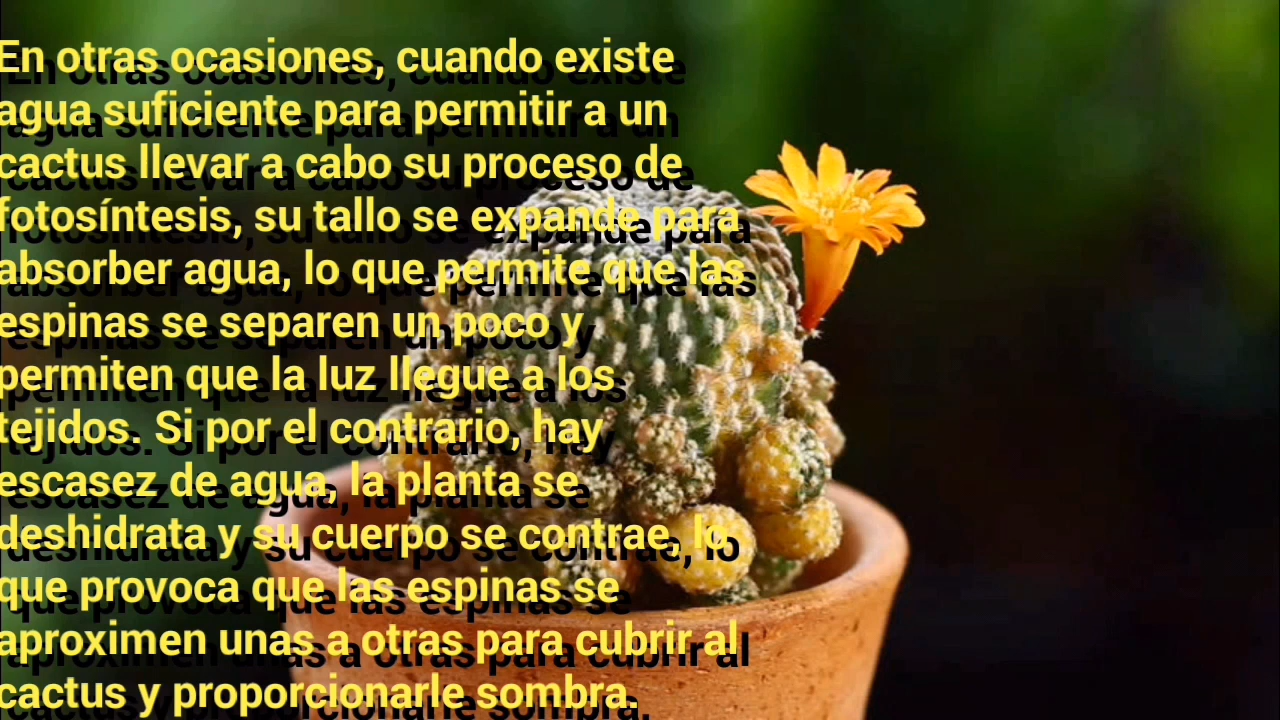 En otras ocasiones, cuando existe
agua suficiente para permitir a un
cactus llevar a cabo su proceso de
fotosíntesis, su tallo se expande para
absorber agua, lo que permite que las
espinas se separen un poco y
permiten que la luz llegue a los
tejidos. Si por el contrario, hay
escasez de agua, la planta se
deshidrata y su cuerpo se contrae, lo
que provoca que las espinas se
aproximen unas a otras para cubrir al
cactus y proporcionarle sombra.